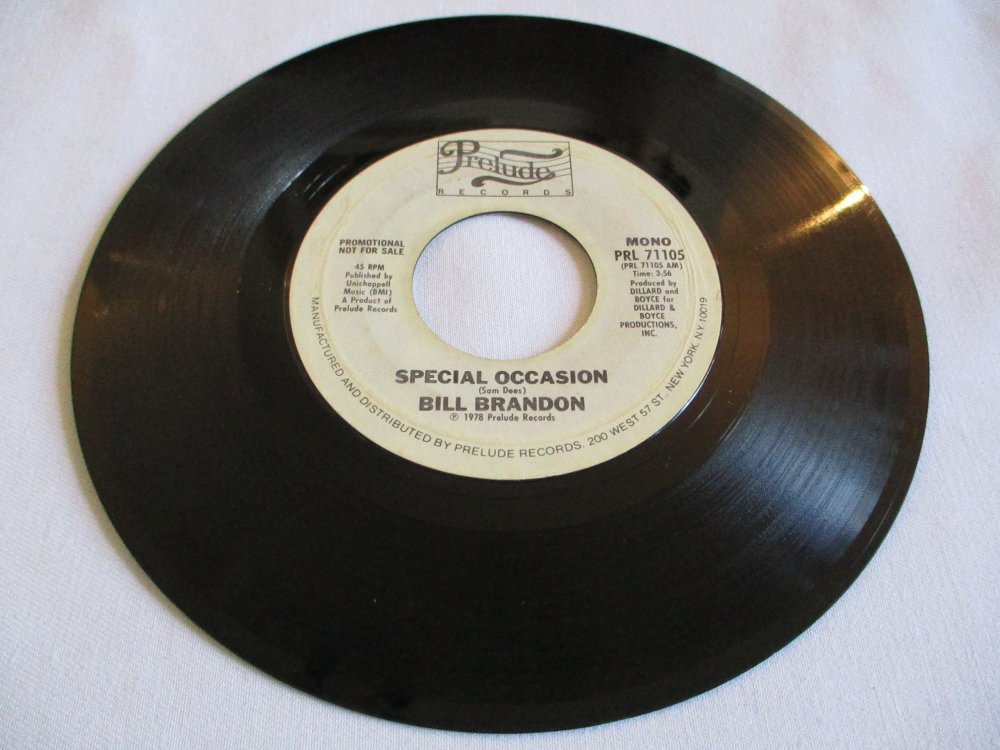 Prelude
RECORDS
PROMOTIONAL
NOT FOR SALE
45 RPM
Published by
Unichappell
Music (BMI)
A Product of
Prelude Records
MONO
PRL 71105
(PRL 71105 AM)
Time: 3:56
Produced by
DILLARD and
BOYCE for
DILLARD &
BOYCE
PRODUCTIONS,
INC.
SPECIAL OCCASION
(Sam Dees)
BILL BRANDON
℗ 1978 Prelude Records
MANUFACTURED AND DISTRIBUTED BY PRELUDE RECORDS, 200 WEST 57 ST. NEW YORK, N.Y. 10019